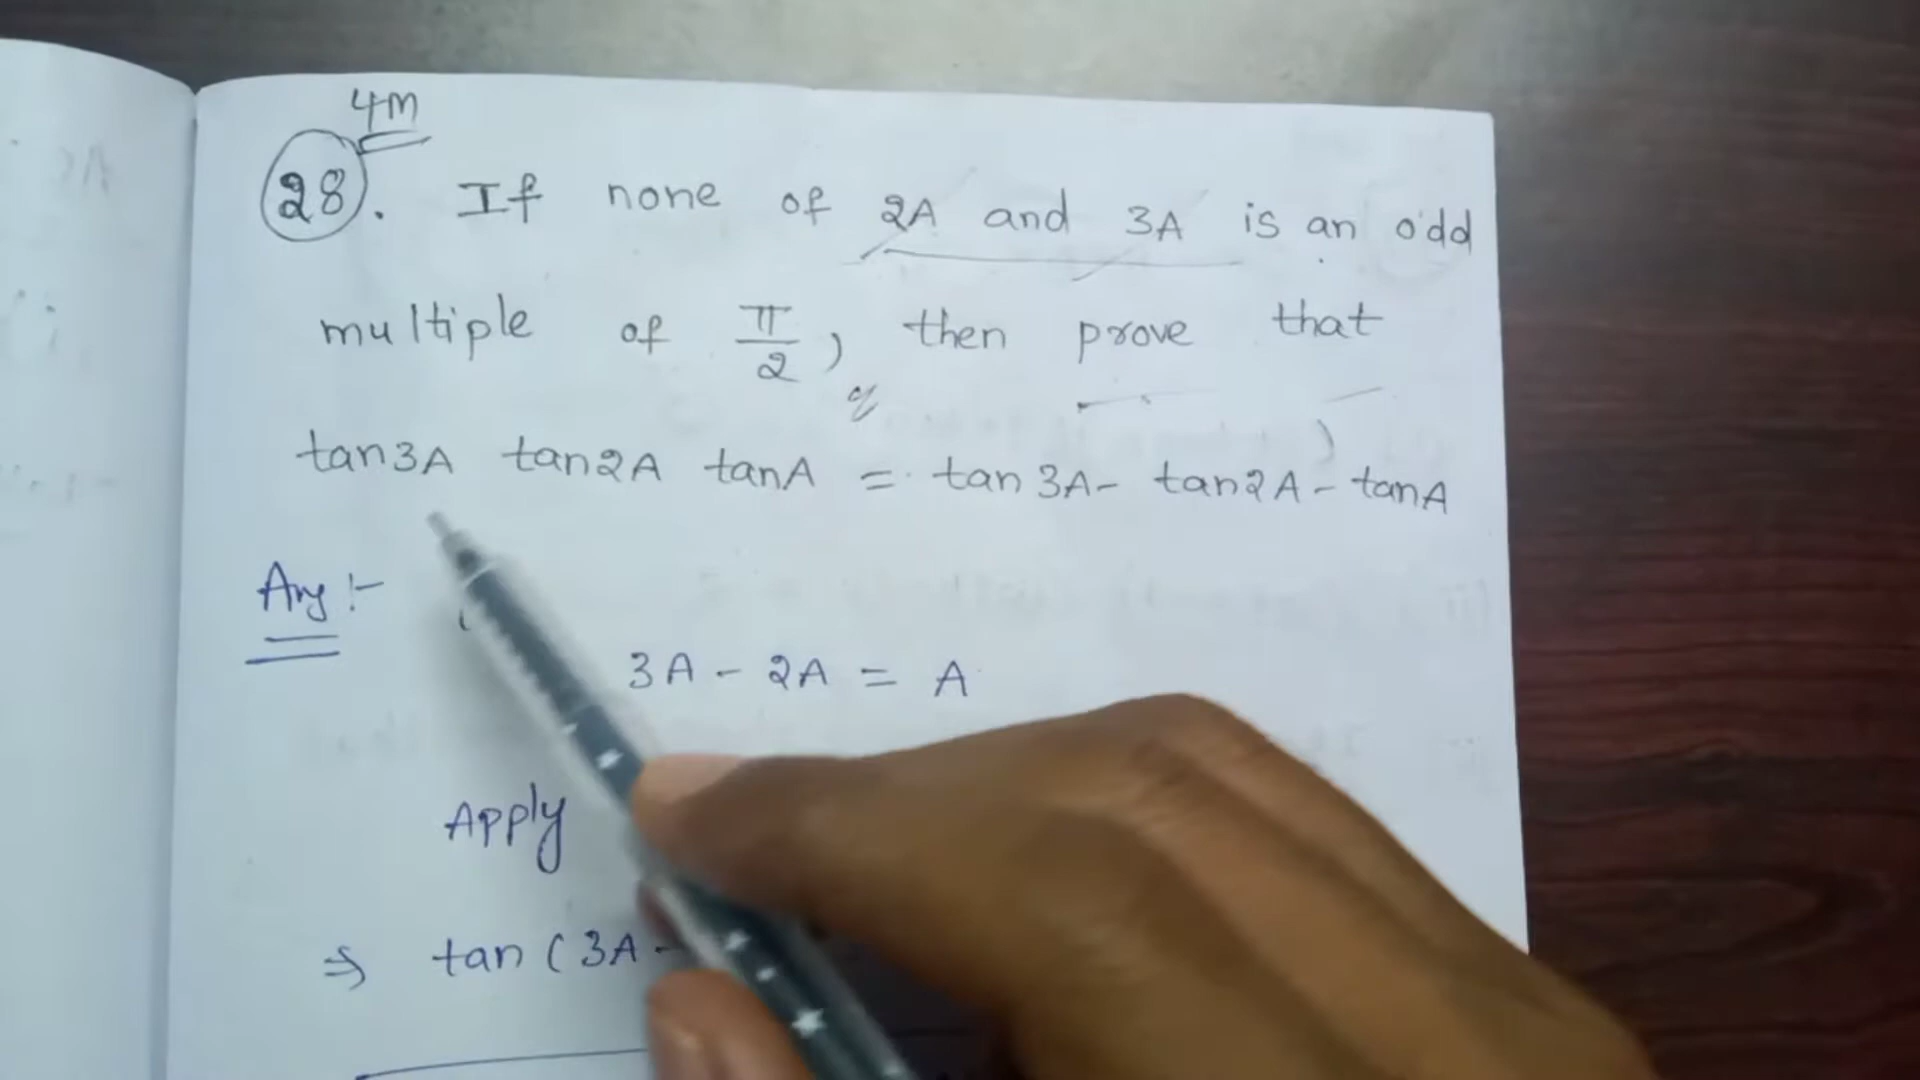 4m
28. If none of 2A and 3A is an odd
multiple of π/2, then prove that
tan3A tan2A tanA = tan3A - tan2A - tanA
Ans :-
3A - 2A = A
Apply
⇒ tan (3A -